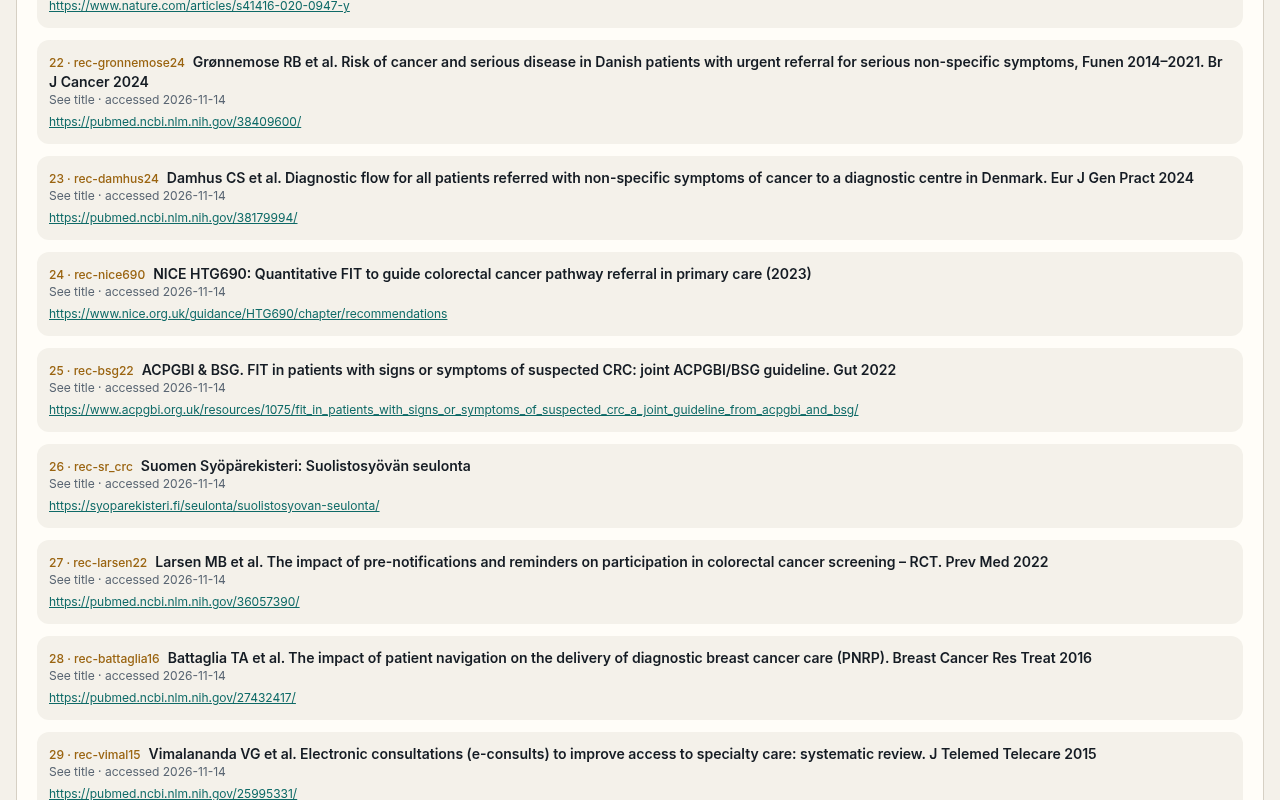 https://www.nature.com/articles/s41416-020-0947-y
22 · rec-gronnemose24 Grønnemose RB et al. Risk of cancer and serious disease in Danish patients with urgent referral for serious non-specific symptoms, Funen 2014–2021. Br
J Cancer 2024
See title · accessed 2026-11-14
https://pubmed.ncbi.nlm.nih.gov/38409600/
23 · rec-damhus24 Damhus CS et al. Diagnostic flow for all patients referred with non-specific symptoms of cancer to a diagnostic centre in Denmark. Eur J Gen Pract 2024
See title · accessed 2026-11-14
https://pubmed.ncbi.nlm.nih.gov/38179994/
24 · rec-nice690 NICE HTG690: Quantitative FIT to guide colorectal cancer pathway referral in primary care (2023)
See title · accessed 2026-11-14
https://www.nice.org.uk/guidance/HTG690/chapter/recommendations
25 · rec-bsg22 ACPGBI & BSG. FIT in patients with signs or symptoms of suspected CRC: joint ACPGBI/BSG guideline. Gut 2022
See title · accessed 2026-11-14
https://www.acpgbi.org.uk/resources/1075/fit_in_patients_with_signs_or_symptoms_of_suspected_crc_a_joint_guideline_from_acpgbi_and_bsg/
26 · rec-sr_crc Suomen Syöpärekisteri: Suolistosyövän seulonta
See title · accessed 2026-11-14
https://syoparekisteri.fi/seulonta/suolistosyovan-seulonta/
27 · rec-larsen22 Larsen MB et al. The impact of pre-notifications and reminders on participation in colorectal cancer screening – RCT. Prev Med 2022
See title · accessed 2026-11-14
https://pubmed.ncbi.nlm.nih.gov/36057390/
28 · rec-battaglia16 Battaglia TA et al. The impact of patient navigation on the delivery of diagnostic breast cancer care (PNRP). Breast Cancer Res Treat 2016
See title · accessed 2026-11-14
https://pubmed.ncbi.nlm.nih.gov/27432417/
29 · rec-vimal15 Vimalananda VG et al. Electronic consultations (e-consults) to improve access to specialty care: systematic review. J Telemed Telecare 2015
See title · accessed 2026-11-14
https://pubmed.ncbi.nlm.nih.gov/25995331/